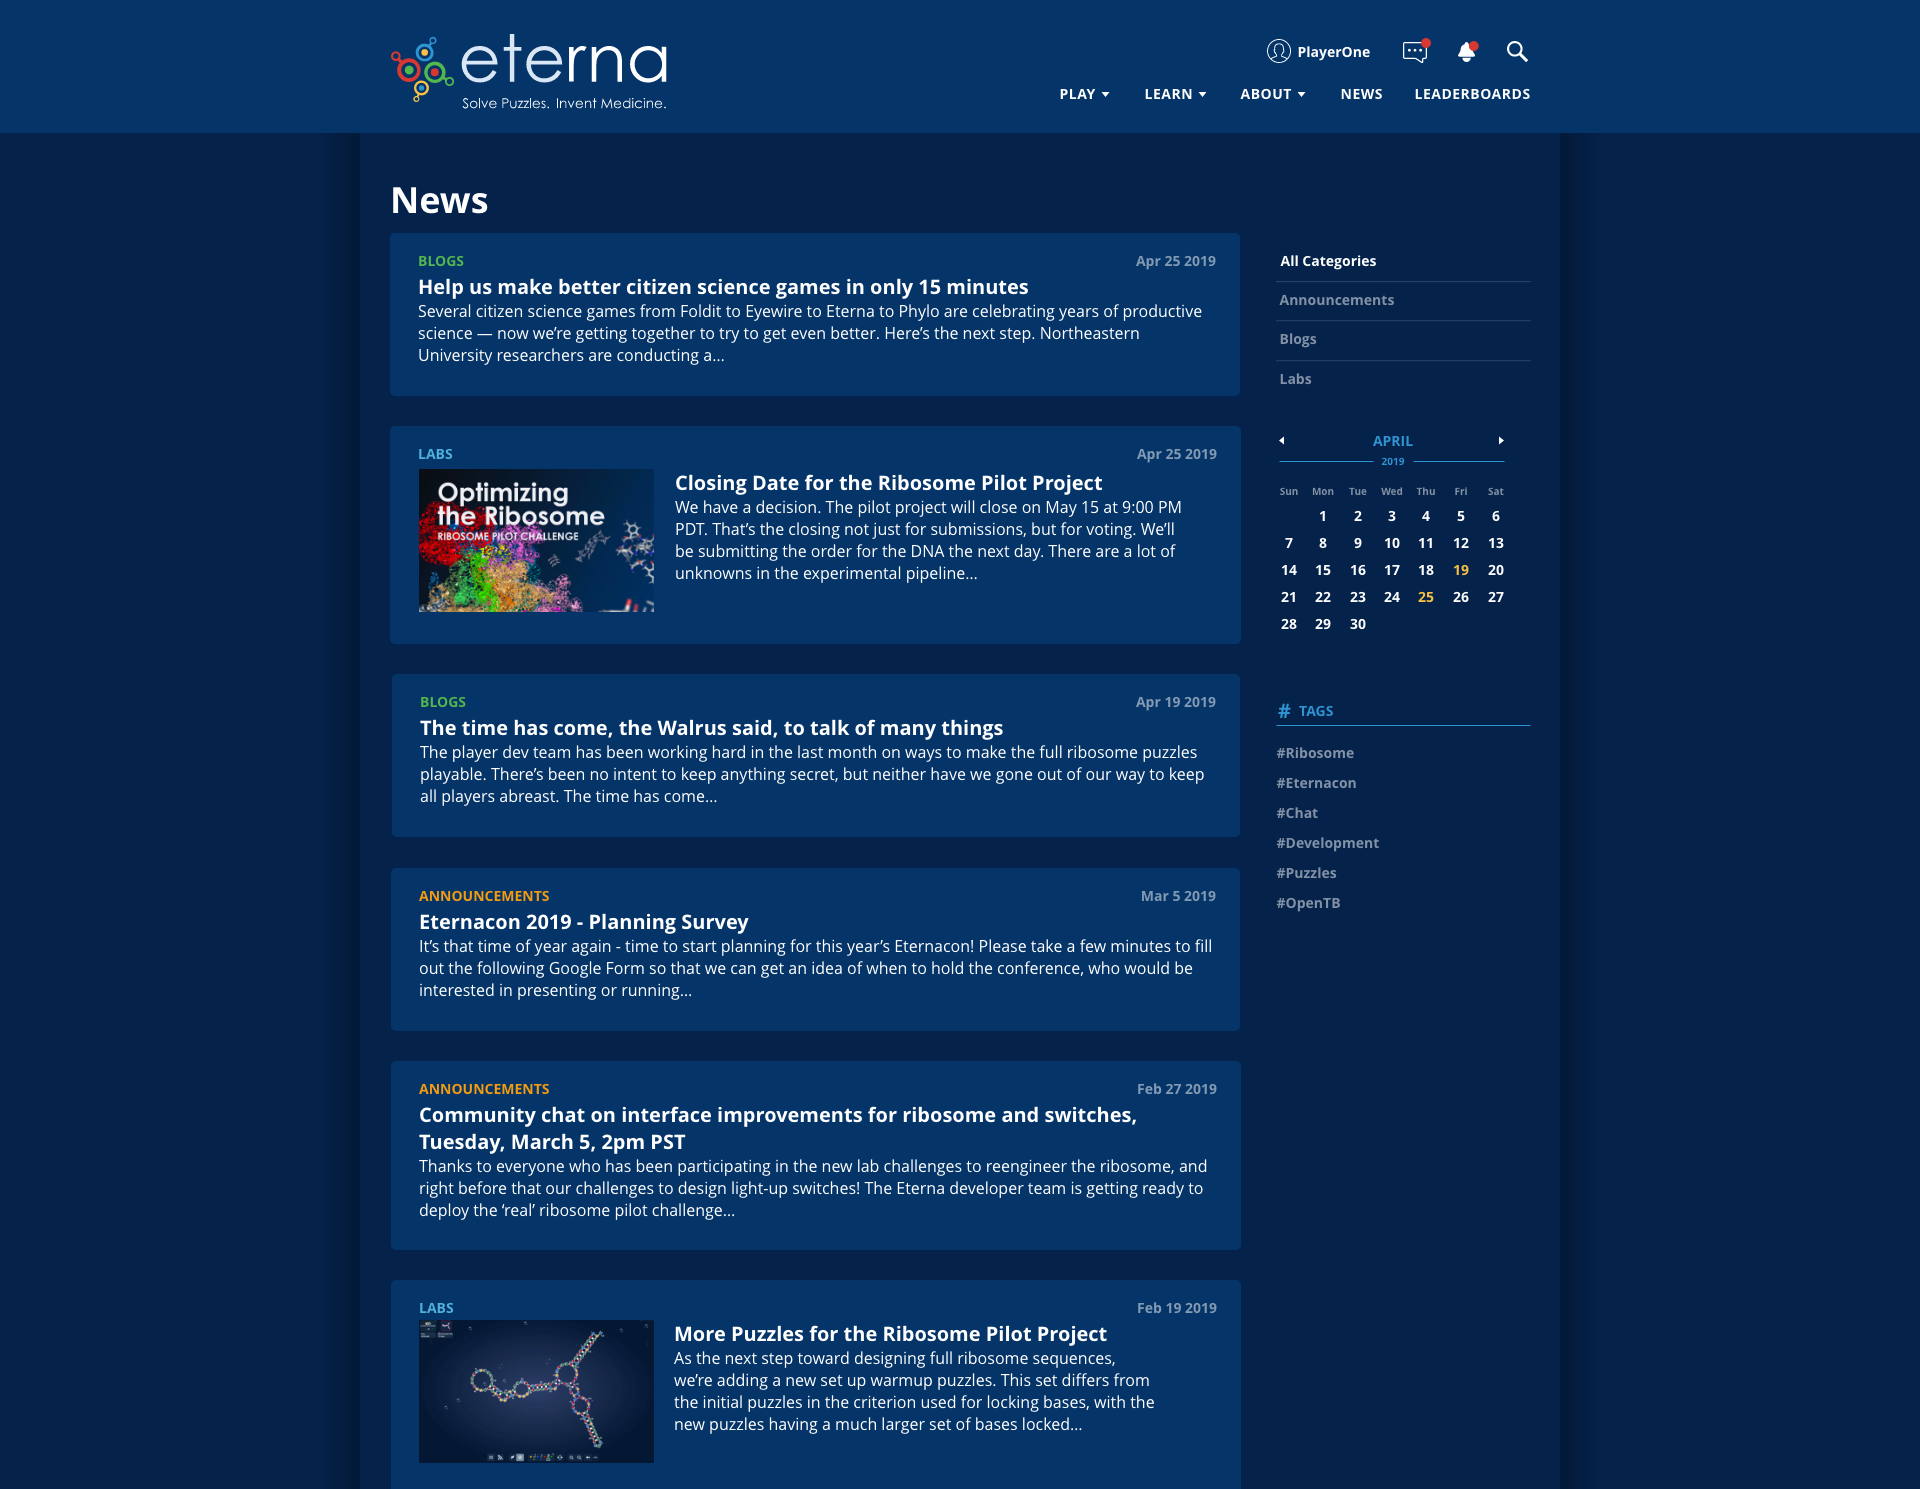 eterna
Solve Puzzles. Invent Medicine.
PlayerOne
PLAY
LEARN
ABOUT
NEWS
LEADERBOARDS
News
BLOGS
Apr 25 2019
Help us make better citizen science games in only 15 minutes
Several citizen science games from Foldit to Eyewire to Eterna to Phylo are celebrating years of productive
science — now we’re getting together to try to get even better. Here’s the next step. Northeastern
University researchers are conducting a...
LABS
Apr 25 2019
Optimizing
the Ribosome
RIBOSOME PILOT CHALLENGE
Closing Date for the Ribosome Pilot Project
We have a decision. The pilot project will close on May 15 at 9:00 PM
PDT. That’s the closing not just for submissions, but for voting. We’ll
be submitting the order for the DNA the next day. There are a lot of
unknowns in the experimental pipeline...
BLOGS
Apr 19 2019
The time has come, the Walrus said, to talk of many things
The player dev team has been working hard in the last month on ways to make the full ribosome puzzles
playable. There’s been no intent to keep anything secret, but neither have we gone out of our way to keep
all players abreast. The time has come...
ANNOUNCEMENTS
Mar 5 2019
Eternacon 2019 - Planning Survey
It’s that time of year again - time to start planning for this year’s Eternacon! Please take a few minutes to fill
out the following Google Form so that we can get an idea of when to hold the conference, who would be
interested in presenting or running...
ANNOUNCEMENTS
Feb 27 2019
Community chat on interface improvements for ribosome and switches,
Tuesday, March 5, 2pm PST
Thanks to everyone who has been participating in the new lab challenges to reengineer the ribosome, and
right before that our challenges to design light-up switches! The Eterna developer team is getting ready to
deploy the ‘real’ ribosome pilot challenge...
LABS
Feb 19 2019
More Puzzles for the Ribosome Pilot Project
As the next step toward designing full ribosome sequences,
we’re adding a new set up warmup puzzles. This set differs from
the initial puzzles in the criterion used for locking bases, with the
new puzzles having a much larger set of bases locked...
All Categories
Announcements
Blogs
Labs
APRIL
2019
Sun Mon Tue Wed Thu Fri Sat
1 2 3 4 5 6
7 8 9 10 11 12 13
14 15 16 17 18 19 20
21 22 23 24 25 26 27
28 29 30
# TAGS
#Ribosome
#Eternacon
#Chat
#Development
#Puzzles
#OpenTB